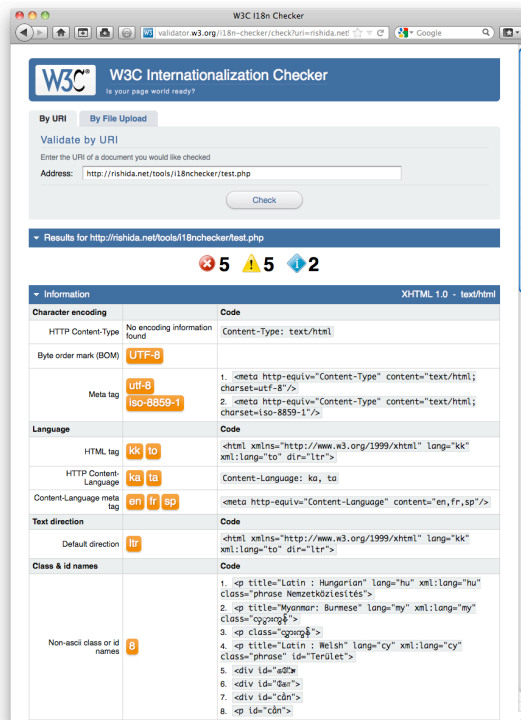 W3C I18n Checker
validator.w3.org/i18n-checker/check?uri=rishida.net!
Google
W3C® W3C Internationalization Checker
Is your page world ready?
By URI By File Upload
Validate by URI
Enter the URI of a document you would like checked
Address: http://rishida.net/tools/i18nchecker/test.php
Check
Results for http://rishida.net/tools/i18nchecker/test.php
5 5 2
Information XHTML 1.0 - text/html
Character encoding Code
HTTP Content-Type No encoding information found Content-Type: text/html
Byte order mark (BOM) UTF-8
Meta tag utf-8 iso-8859-1
1. <meta http-equiv="Content-Type" content="text/html;
charset=utf-8"/>
2. <meta http-equiv="Content-Type" content="text/html;
charset=iso-8859-1"/>
Language Code
HTML tag kk to <html xmlns="http://www.w3.org/1999/xhtml" lang="kk"
xml:lang="to" dir="ltr">
HTTP Content-Language ka ta Content-Language: ka, ta
Content-Language meta tag en fr sp <meta http-equiv="Content-Language" content="en,fr,sp"/>
Text direction Code
Default direction ltr <html xmlns="http://www.w3.org/1999/xhtml" lang="kk"
xml:lang="to" dir="ltr">
Class & id names Code
Non-ascii class or id names 8
1. <p title="Latin : Hungarian" lang="hu" xml:lang="hu"
class="phrase Nemzetköziesítés">
2. <p title="Myanmar: Burmese" lang="my" xml:lang="my"
class=
3. <p class=
4. <p title="Latin : Welsh" lang="cy" xml:lang="cy"
class="phrase" id="Terület">
5. <div id=
6. <div id=
7. <div id="cần">
8. <p id="cần">